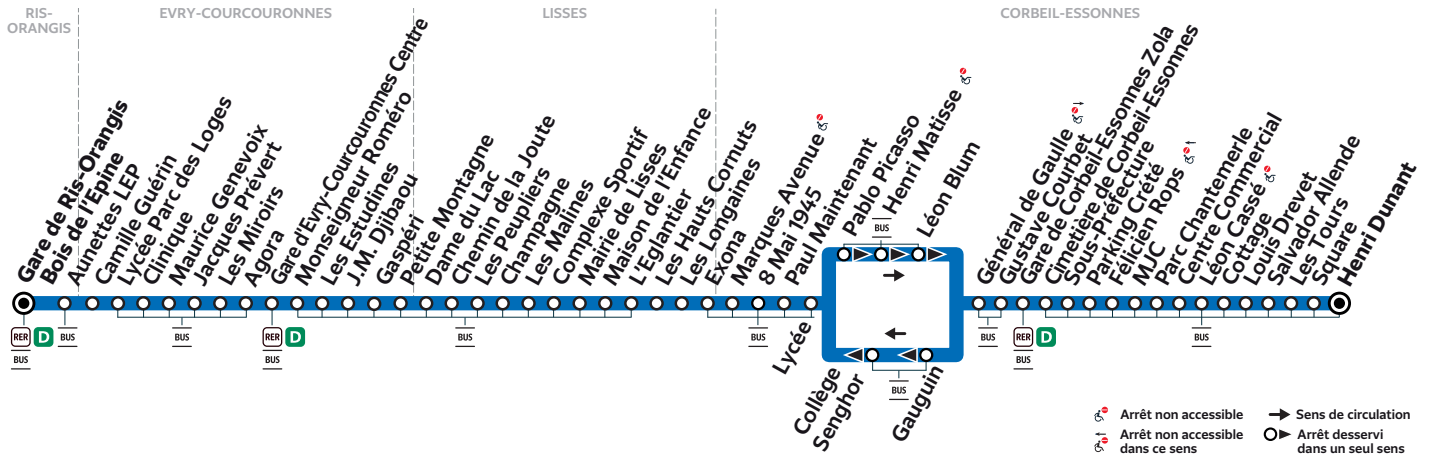 RIS-
ORANGIS
EVRY-COURCOURONNES
LISSES
CORBEIL-ESSONNES
Gare de Ris-Orangis
Bois de l'Epine
Aunettes LEP
Camille Guérin
Lycée Parc des Loges
Clinique
Maurice Genevoix
Jacques Prévert
Les Miroirs
Agora
Gare d'Evry-Courcouronnes Centre
Monseigneur Roméro
Les Estudines
J.M. Djibaou
Gaspéri
Petite Montagne
Dame du Lac
Chemin de la Joute
Les Peupliers
Champagne
Les Malines
Complexe Sportif
Mairie de Lisses
Maison de l'Enfance
L'Eglantier
Les Hauts Cornuts
Les Longaines
Exona
Marques Avenue
8 Mai 1945
Paul Maintenant
Lycée
Pablo Picasso
Henri Matisse
Léon Blum
Collège
Senghor
Gauguin
Général de Gaulle
Gustave Courbet
Gare de Corbeil-Essonnes Zola
Cimetière de Corbeil-Essonnes
Sous-Préfecture
Parking Crété
Félicien Rops
MJC
Parc Chantemerle
Centre Commercial
Léon Cassé
Cottage
Louis Drevet
Salvador Allende
Les Tours
Square
Henri Dunant
RER D
BUS
BUS
BUS
RER D
BUS
BUS
BUS
BUS
BUS
BUS
RER D
BUS
BUS
Arrêt non accessible
Arrêt non accessible
dans ce sens
Sens de circulation
Arrêt desservi
dans un seul sens